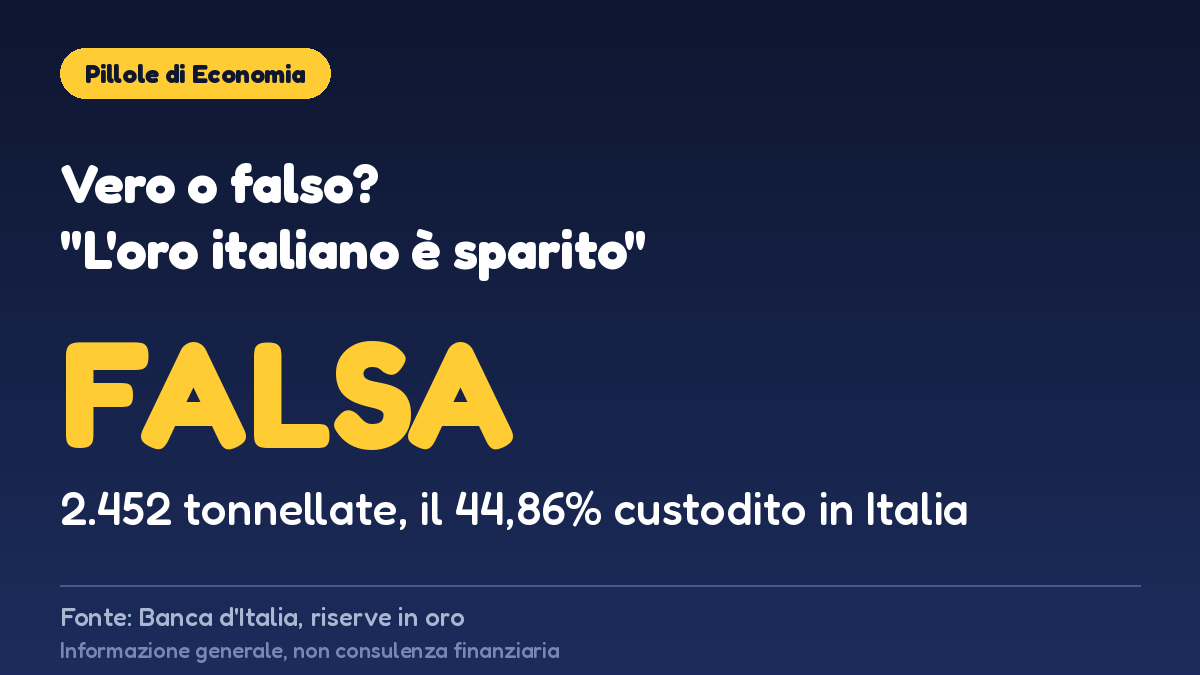 Pillole di Economia
Vero o falso?
"L'oro italiano è sparito"
FALSA
2.452 tonnellate, il 44,86% custodito in Italia
Fonte: Banca d'Italia, riserve in oro
Informazione generale, non consulenza finanziaria